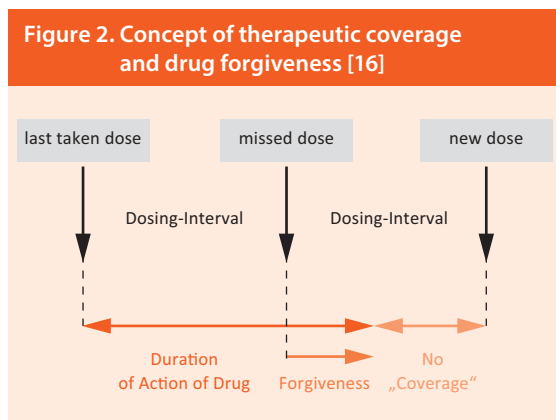 Figure 2. Concept of therapeutic coverage
and drug forgiveness [16]
last taken dose
missed dose
new dose
Dosing-Interval
Dosing-Interval
Duration
of Action of Drug
Forgiveness
No
„Coverage“